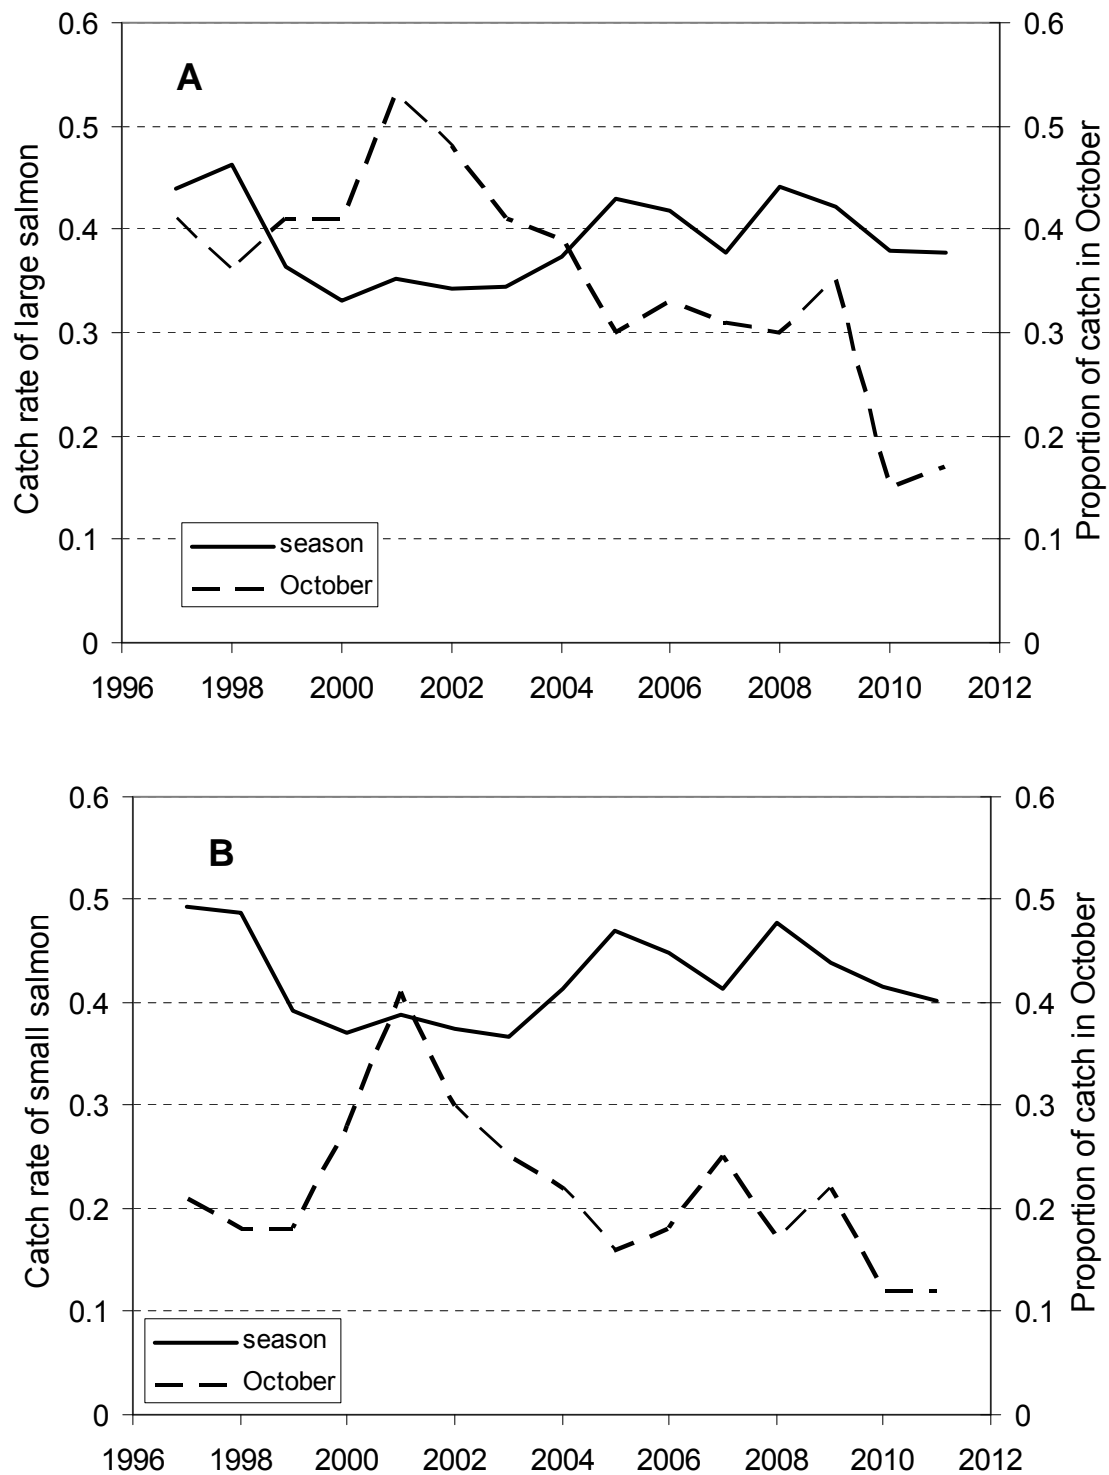 0.6
0.6
A
0.5
0.5
0.4
0.4
0.3
0.3
0.2
0.2
0.1
0.1
0
0
Catch rate of large salmon
Proportion of catch in October
season
October
1996 1998 2000 2002 2004 2006 2008 2010 2012
0.6
0.6
B
0.5
0.5
0.4
0.4
0.3
0.3
0.2
0.2
0.1
0.1
0
0
Catch rate of small salmon
Proportion of catch in October
season
October
1996 1998 2000 2002 2004 2006 2008 2010 2012